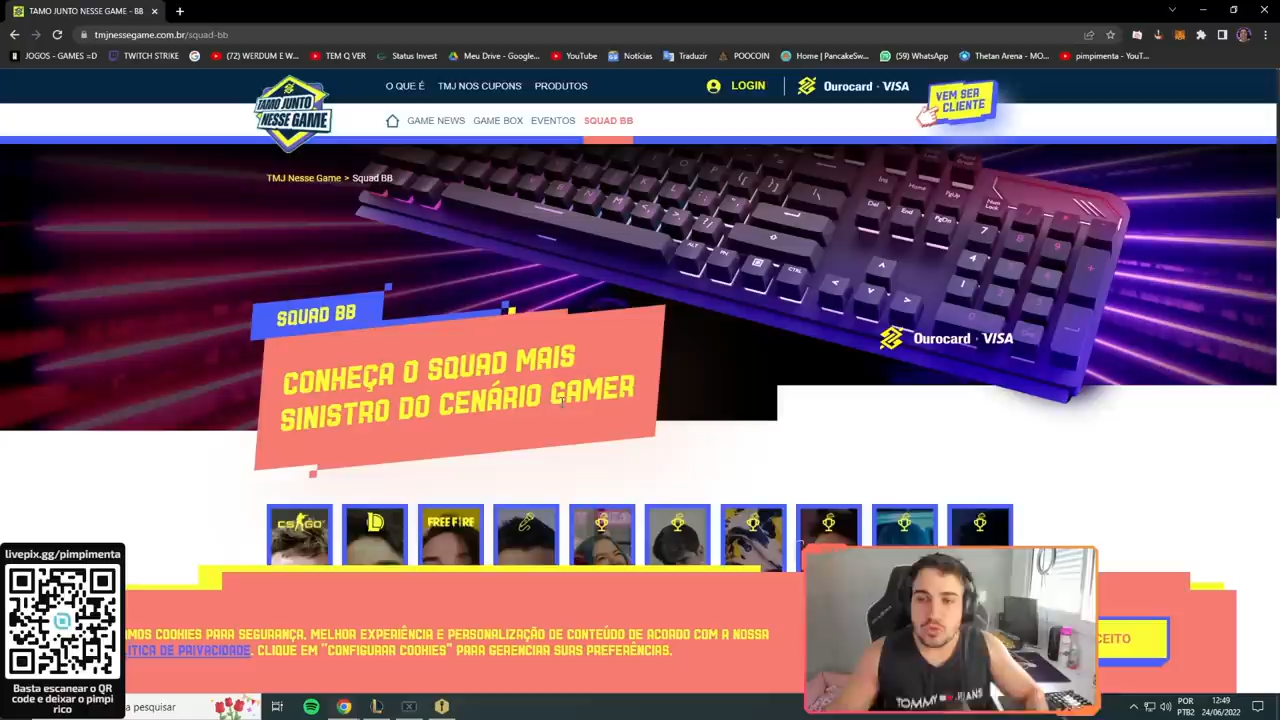 TAMO JUNTO NESSE GAME - BB
tmjnessegame.com.br/squad-bb
JOGOS - GAMES =D
TWITCH STRIKE
(72) WERDUM E W...
TEM Q VER
Status Invest
Meu Drive - Google...
YouTube
Notícias
Traduzir
POOCOIN
Home | PancakeSw...
(59) WhatsApp
Thetan Arena - MO...
pimpimenta - YouT...
TAMO JUNTO
NESSE GAME
O QUE É
TMJ NOS CUPONS
PRODUTOS
LOGIN
Ourocard · VISA
VEM SER
CLIENTE
GAME NEWS
GAME BOX
EVENTOS
SQUAD BB
TMJ Nesse Game > Squad BB
Ourocard · VISA
SQUAD BB
CONHEÇA O SQUAD MAIS
SINISTRO DO CENÁRIO GAMER
CS:GO
FREE FIRE
livepix.gg/pimpimenta
Basta escanear o QR
code e deixar o pimpi
rico
AMOS COOKIES PARA SEGURANÇA, MELHOR EXPERIÊNCIA E PERSONALIZAÇÃO DE CONTEÚDO DE ACORDO COM A NOSSA
ÍTICA DE PRIVACIDADE. CLIQUE EM "CONFIGURAR COOKIES" PARA GERENCIAR SUAS PREFERÊNCIAS.
CEITO
pesquisar
POR
PTB2
12:49
24/06/2022